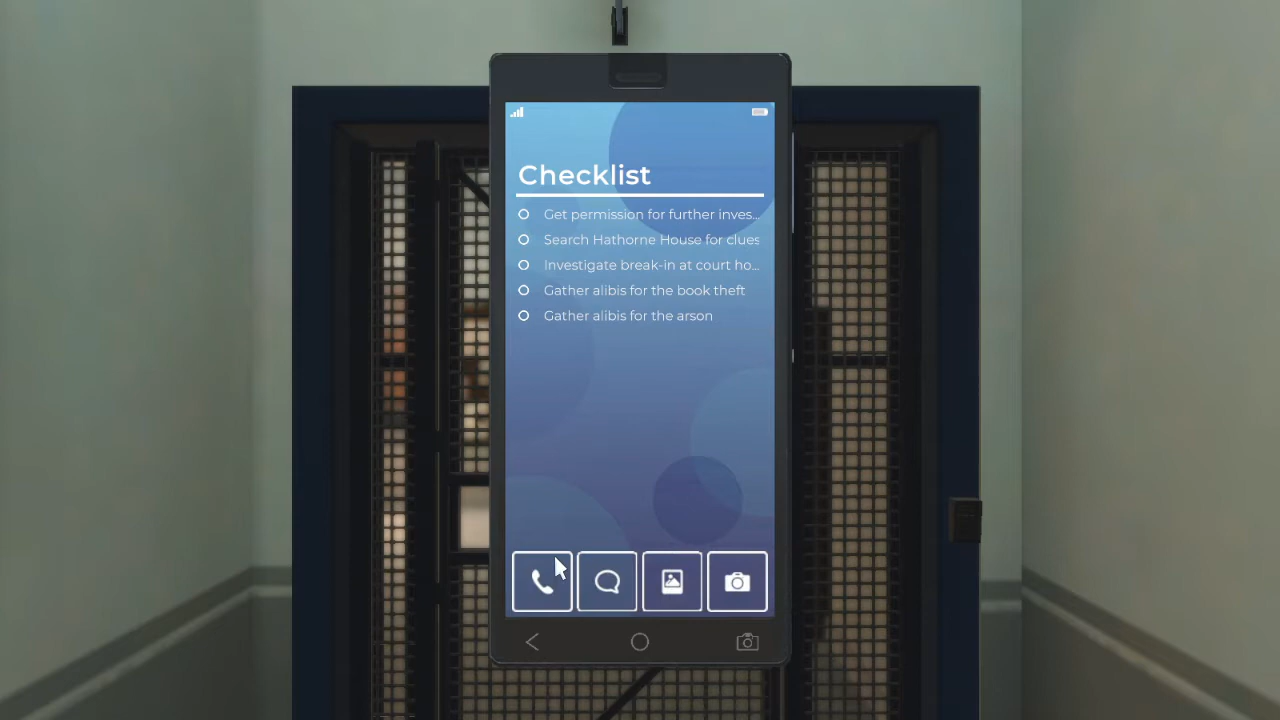 Checklist
Get permission for further inves...
Search Hathorne House for clues
Investigate break-in at court ho...
Gather alibis for the book theft
Gather alibis for the arson